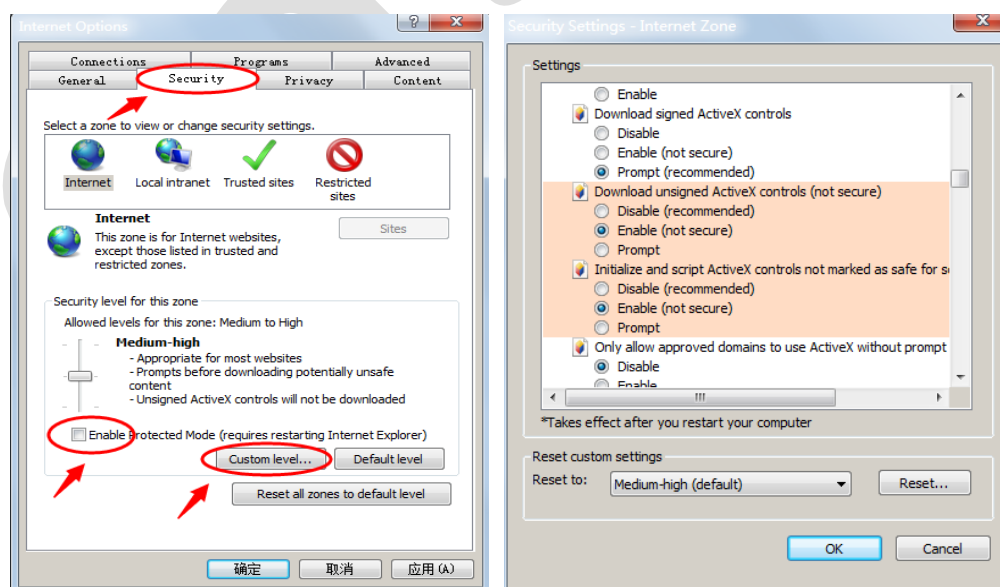 Internet Options
Connections Programs Advanced
General Security Privacy Content
Select a zone to view or change security settings.
Internet Local intranet Trusted sites Restricted sites
Internet
Sites
This zone is for Internet websites,
except those listed in trusted and
restricted zones.
Security level for this zone
Allowed levels for this zone: Medium to High
Medium-high
- Appropriate for most websites
- Prompts before downloading potentially unsafe
content
- Unsigned ActiveX controls will not be downloaded
Enable Protected Mode (requires restarting Internet Explorer)
Custom level... Default level
Reset all zones to default level
确定 取消 应用(A)
Security Settings - Internet Zone
Settings
Enable
Download signed ActiveX controls
Disable
Enable (not secure)
Prompt (recommended)
Download unsigned ActiveX controls (not secure)
Disable (recommended)
Enable (not secure)
Prompt
Initialize and script ActiveX controls not marked as safe for s
Disable (recommended)
Enable (not secure)
Prompt
Only allow approved domains to use ActiveX without prompt
Disable
Enable
*Takes effect after you restart your computer
Reset custom settings
Reset to: Medium-high (default) Reset...
OK Cancel